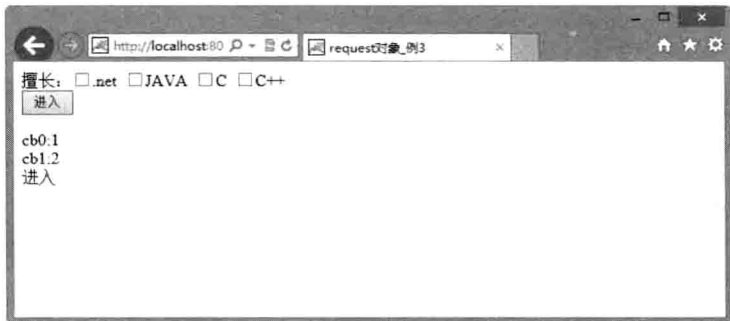 http://localhost:80
request对象_例3
擅长： .net JAVA C C++
进入
cb0:1
cb1:2
进入